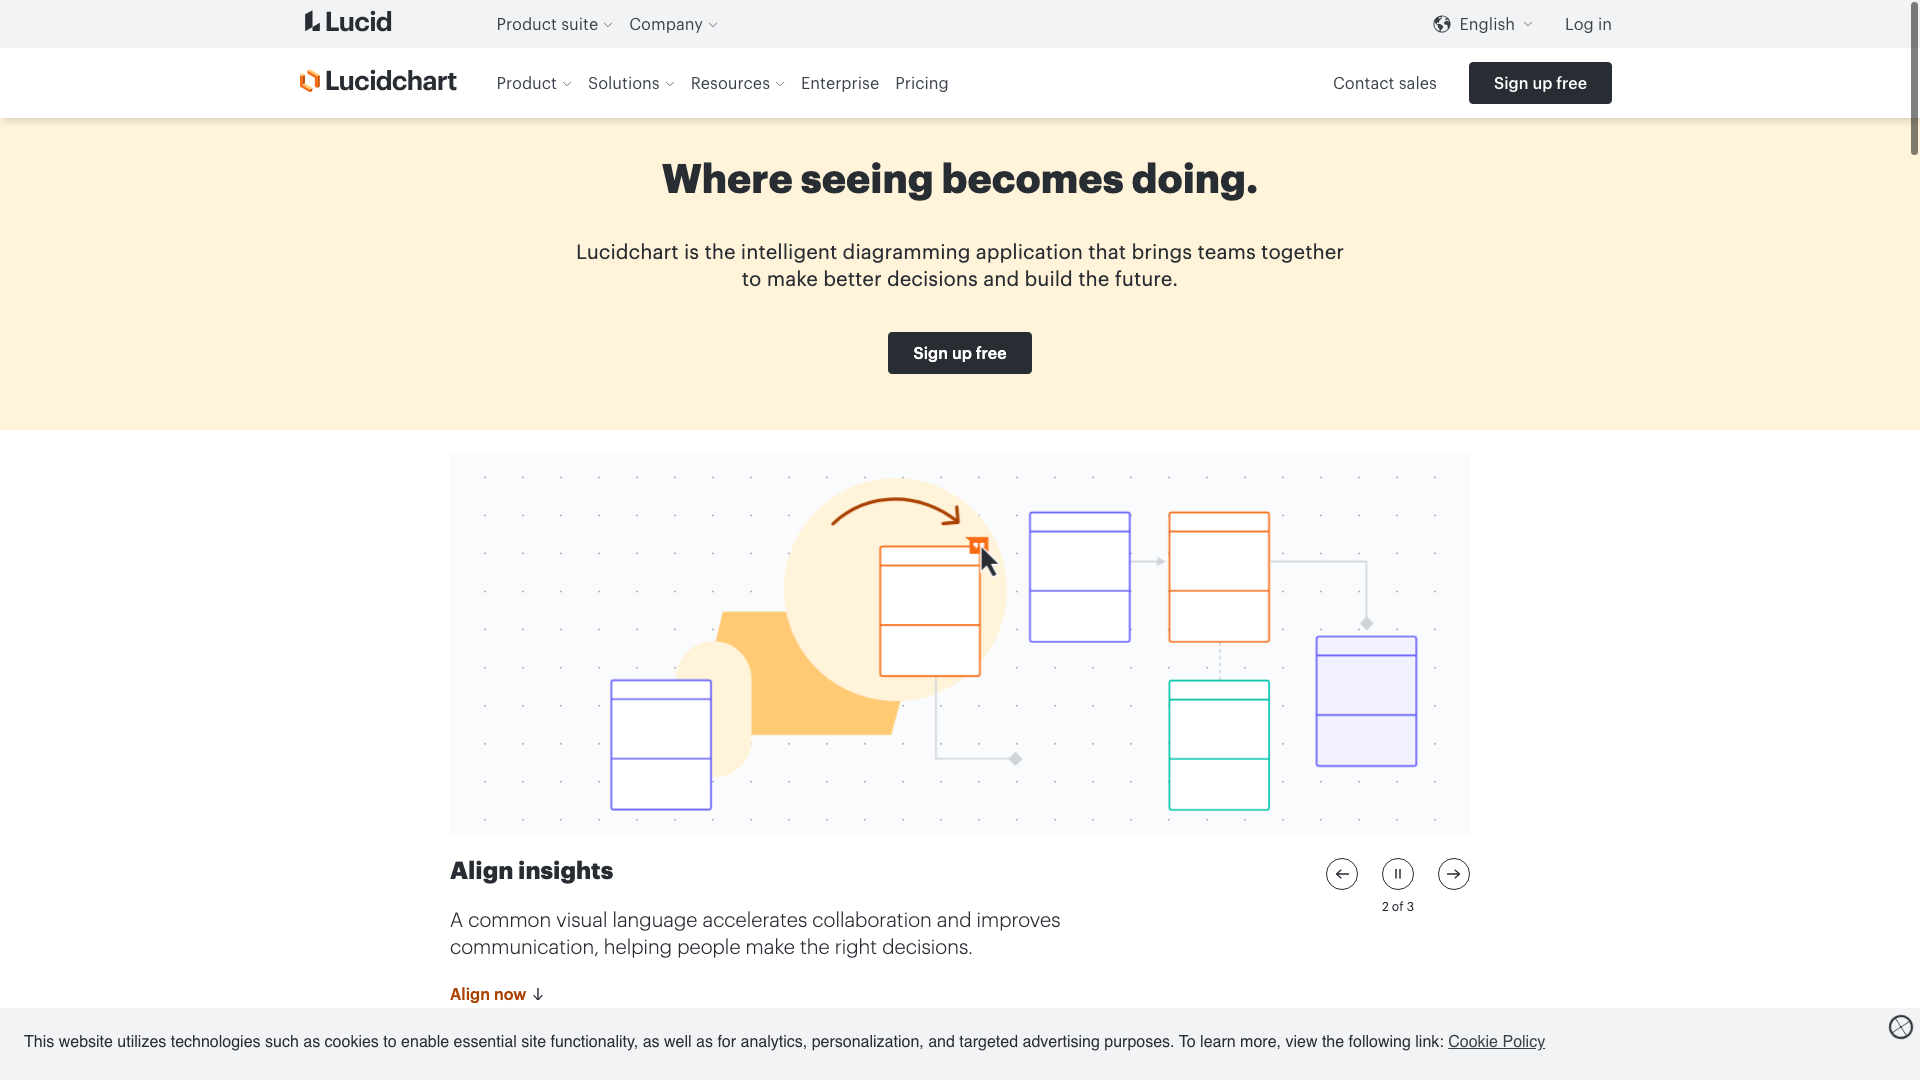 Lucid
Product suite
Company
English
Log in
Lucidchart
Product
Solutions
Resources
Enterprise
Pricing
Contact sales
Sign up free
Where seeing becomes doing.
Lucidchart is the intelligent diagramming application that brings teams together
to make better decisions and build the future.
Sign up free
Align insights
2 of 3
A common visual language accelerates collaboration and improves
communication, helping people make the right decisions.
Align now
This website utilizes technologies such as cookies to enable essential site functionality, as well as for analytics, personalization, and targeted advertising purposes. To learn more, view the following link: Cookie Policy